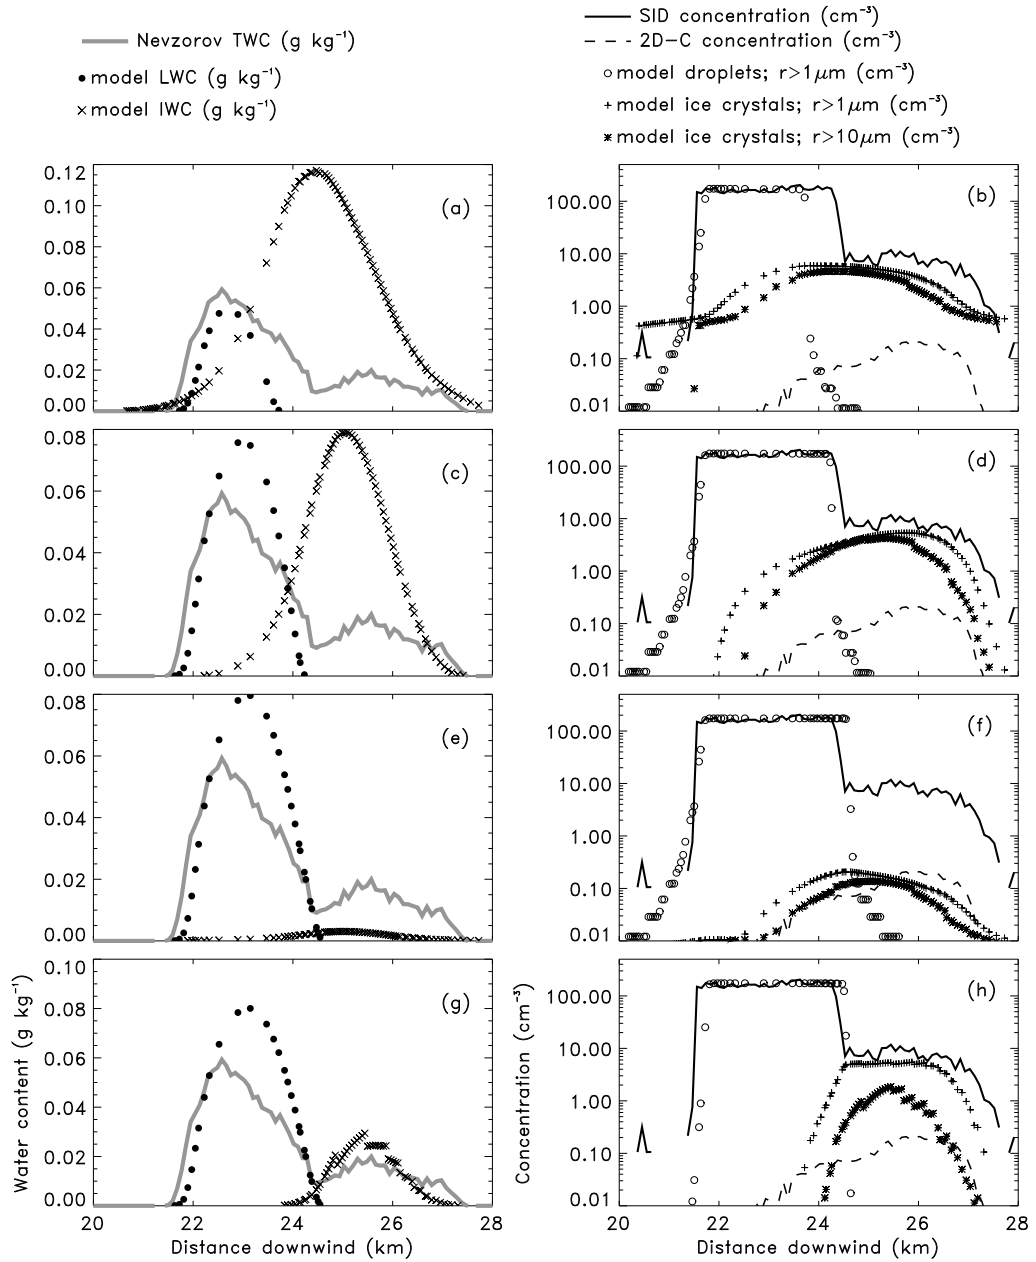 Nevzorov TWC (g kg⁻¹)
model LWC (g kg⁻¹)
model IWC (g kg⁻¹)
SID concentration (cm⁻³)
2D-C concentration (cm⁻³)
model droplets; r>1μm (cm⁻³)
model ice crystals; r>1μm (cm⁻³)
model ice crystals; r>10μm (cm⁻³)
0.12
0.10
0.08
0.06
0.04
0.02
0.00
(a)
100.00
10.00
1.00
0.10
0.01
(b)
0.08
0.06
0.04
0.02
0.00
(c)
100.00
10.00
1.00
0.10
0.01
(d)
0.08
0.06
0.04
0.02
0.00
(e)
100.00
10.00
1.00
0.10
0.01
(f)
Water content (g kg⁻¹)
0.10
0.08
0.06
0.04
0.02
0.00
(g)
20 22 24 26 28
Distance downwind (km)
Concentration (cm⁻³)
100.00
10.00
1.00
0.10
0.01
(h)
20 22 24 26 28
Distance downwind (km)